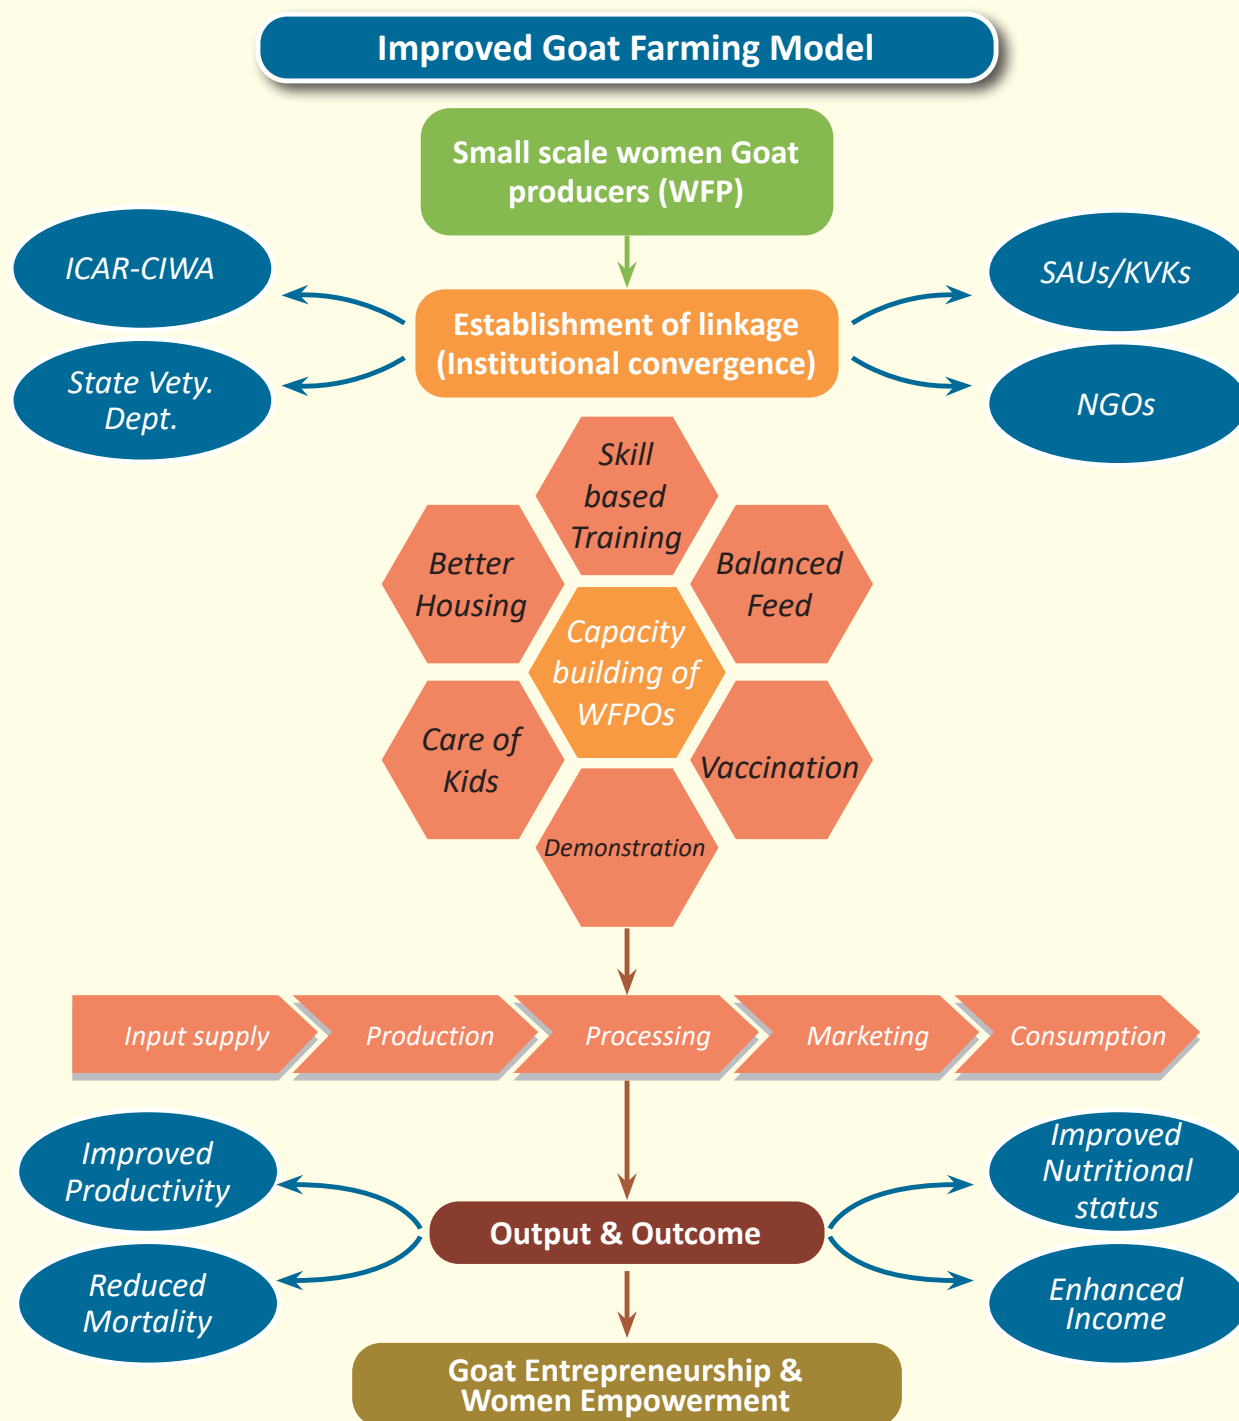 Improved Goat Farming Model
Small scale women Goat
producers (WFP)
ICAR-CIWA
SAUs/KVKs
Establishment of linkage
(Institutional convergence)
State Vety.
Dept.
NGOs
Skill
based
Training
Better
Housing
Balanced
Feed
Capacity
building of
WFPOs
Care of
Kids
Vaccination
Demonstration
Input supply
Production
Processing
Marketing
Consumption
Improved
Productivity
Improved
Nutritional
status
Output & Outcome
Reduced
Mortality
Enhanced
Income
Goat Entrepreneurship &
Women Empowerment